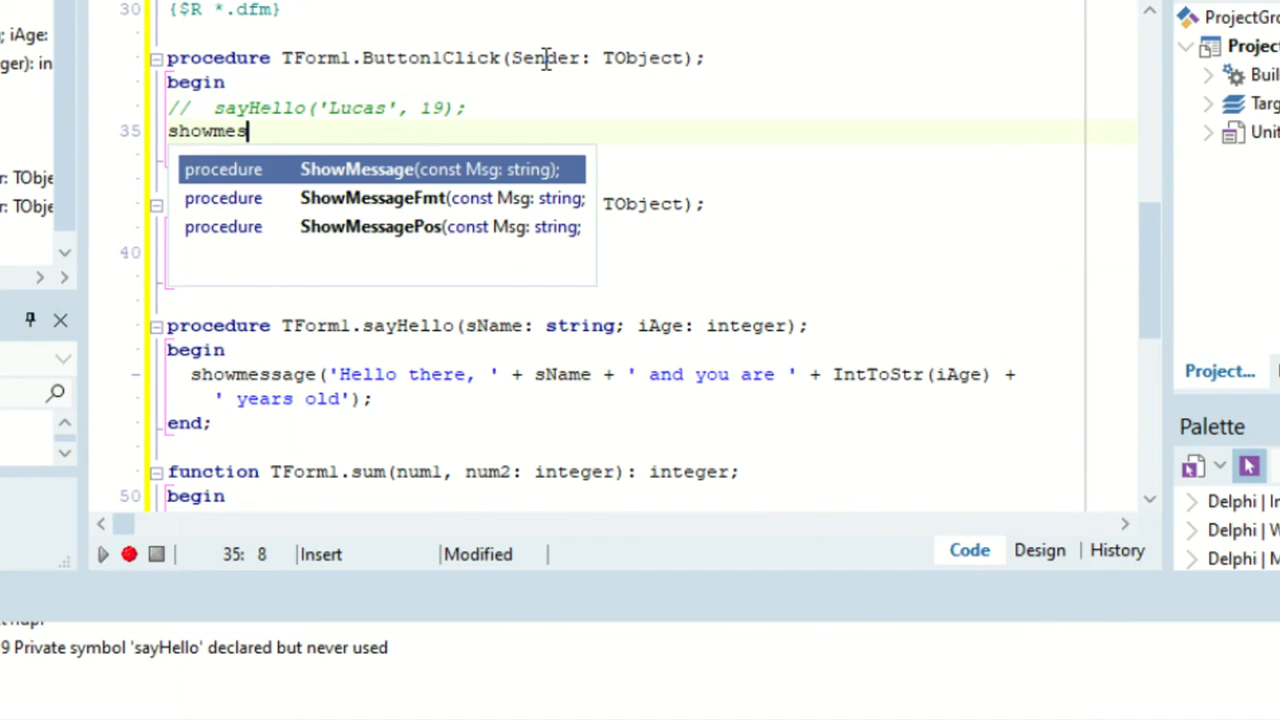 30 {$R *.dfm}
; iAge:
ger): in
procedure TForm1.Button1Click(Sender: TObject);
begin
// sayHello('Lucas', 19);
35 showmes
procedure ShowMessage(const Msg: string);
procedure ShowMessageFmt(const Msg: string;
procedure ShowMessagePos(const Msg: string;
r: TObje
r: TObje
TObject);
40
procedure TForm1.sayHello(sName: string; iAge: integer);
begin
showmessage('Hello there, ' + sName + ' and you are ' + IntToStr(iAge) +
' years old');
end;
function TForm1.sum(num1, num2: integer): integer;
50 begin
35: 8 Insert Modified
Code Design History
ProjectGro
Projec
Buil
Targ
Unit
Project...
Palette
Delphi | In
Delphi | W
Delphi | M
9 Private symbol 'sayHello' declared but never used